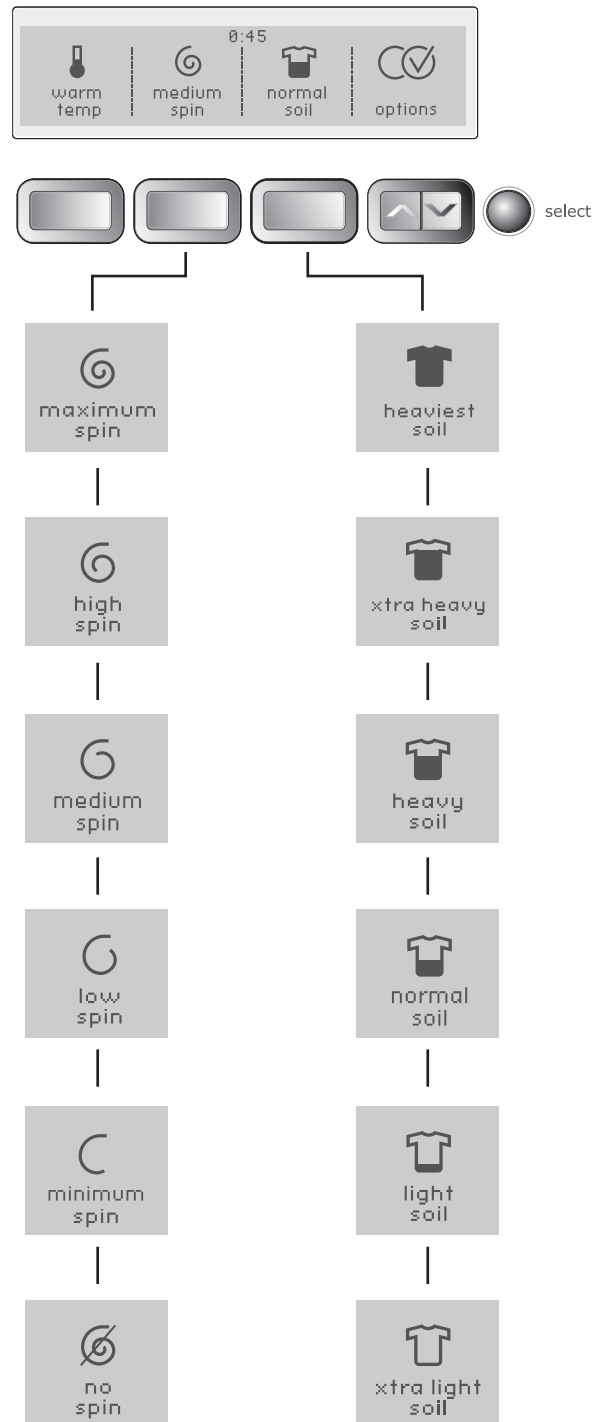 0:45
warm
temp
medium
spin
normal
soil
options
select
maximum
spin
heaviest
soil
high
spin
xtra heavy
soil
medium
spin
heavy
soil
low
spin
normal
soil
minimum
spin
light
soil
no
spin
xtra light
soil